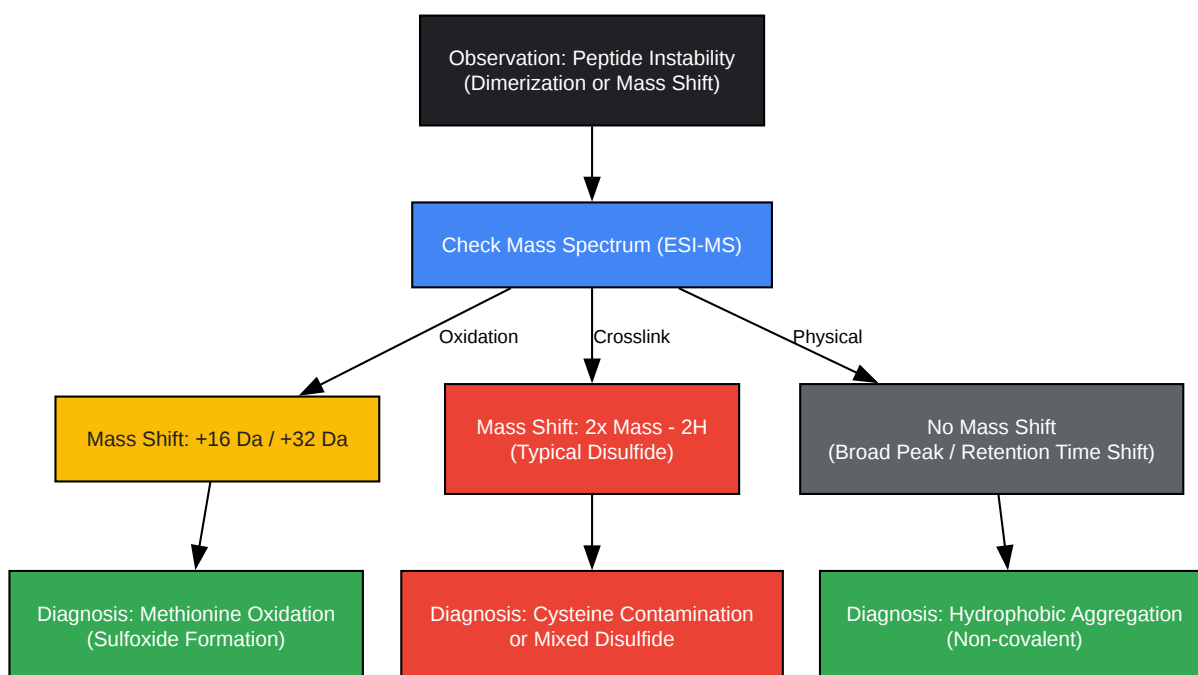 Observation: Peptide Instability
(Dimerization or Mass Shift)
Check Mass Spectrum (ESI-MS)
Oxidation
Crosslink
Physical
Mass Shift: +16 Da / +32 Da
Mass Shift: 2x Mass - 2H
(Typical Disulfide)
No Mass Shift
(Broad Peak / Retention Time Shift)
Diagnosis: Methionine Oxidation
(Sulfoxide Formation)
Diagnosis: Cysteine Contamination
or Mixed Disulfide
Diagnosis: Hydrophobic Aggregation
(Non-covalent)